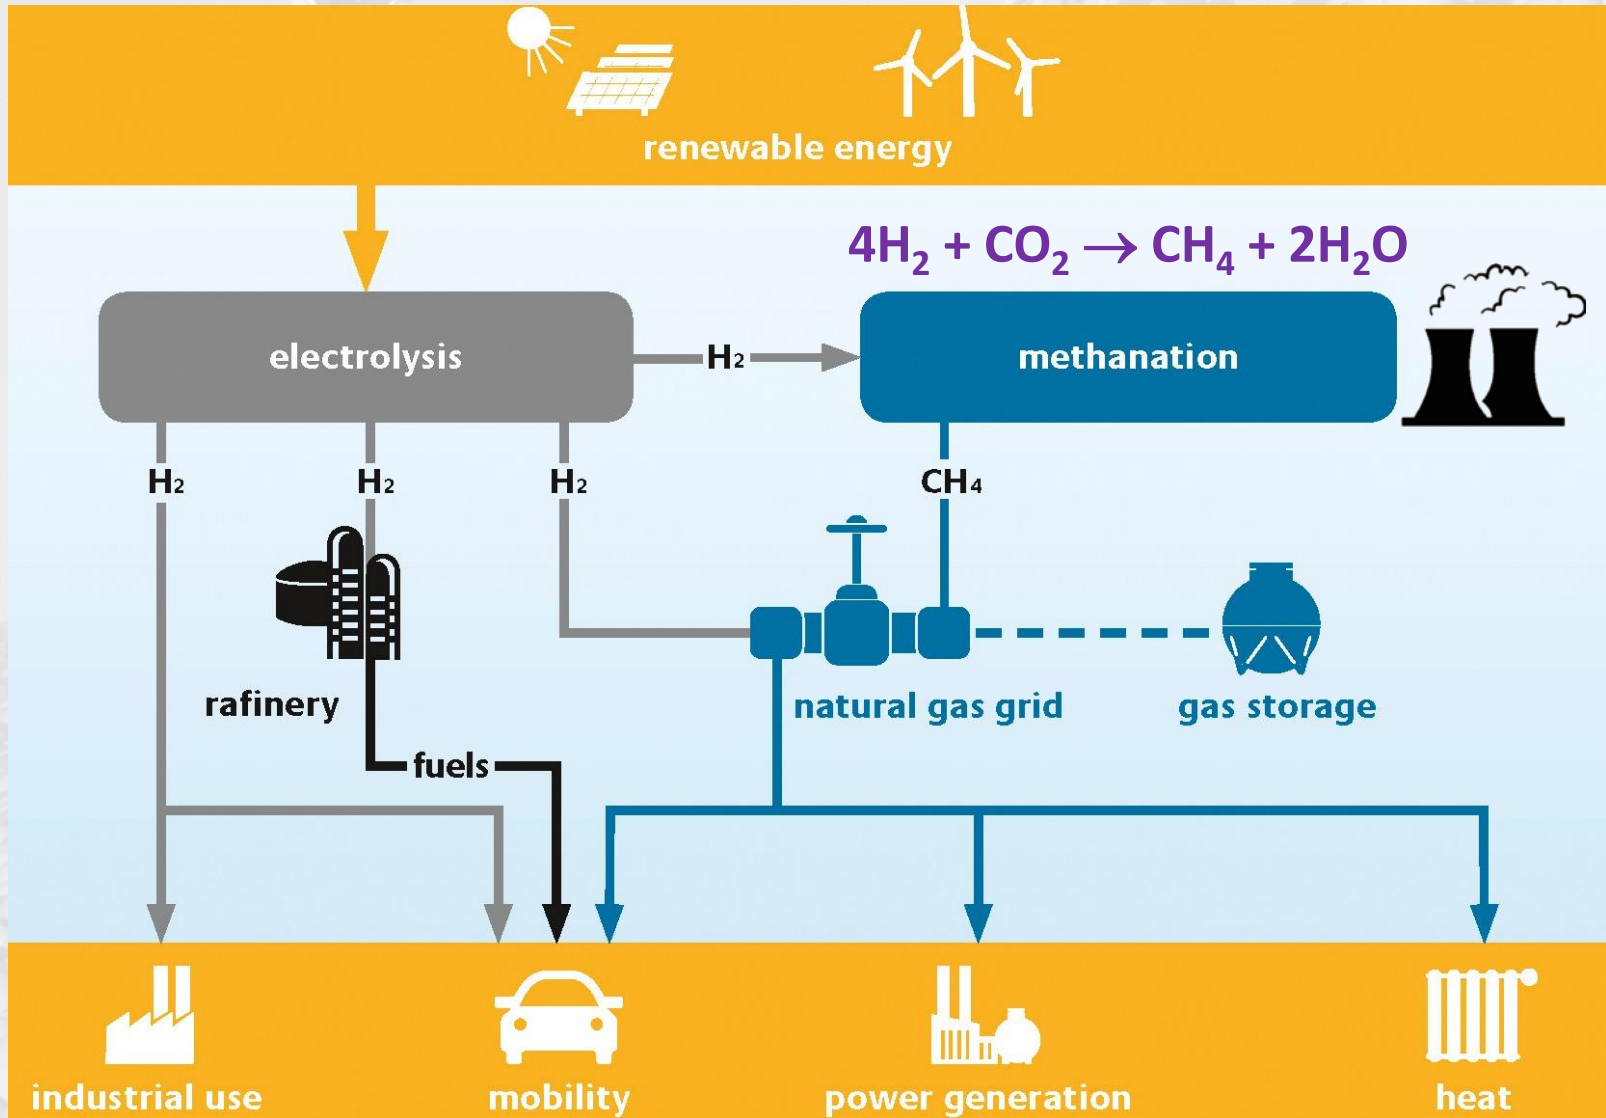 renewable energy
4H₂ + CO₂ → CH₄ + 2H₂O
electrolysis
H₂
methanation
H₂
H₂
H₂
CH₄
rafinery
natural gas grid
gas storage
fuels
industrial use
mobility
power generation
heat